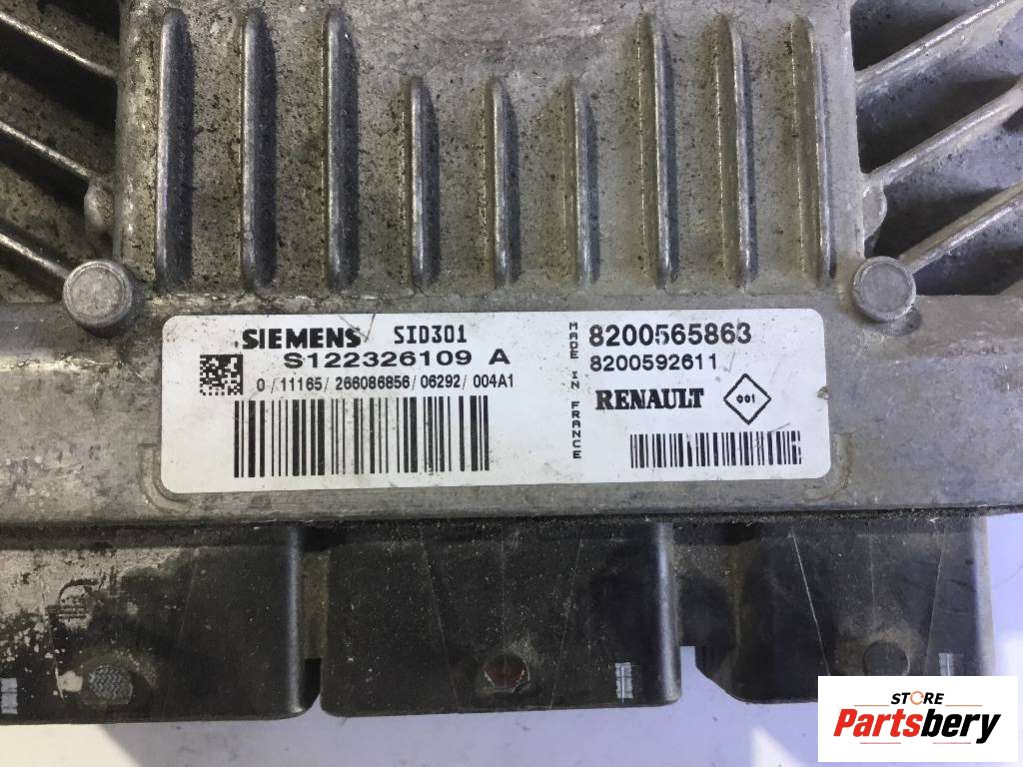 SIEMENS SID301
S122326109 A
0 / 11165 / 266086856 / 06292 / 004A1
MADE IN FRANCE
8200565863
8200592611
RENAULT 001
STORE
Partsbery